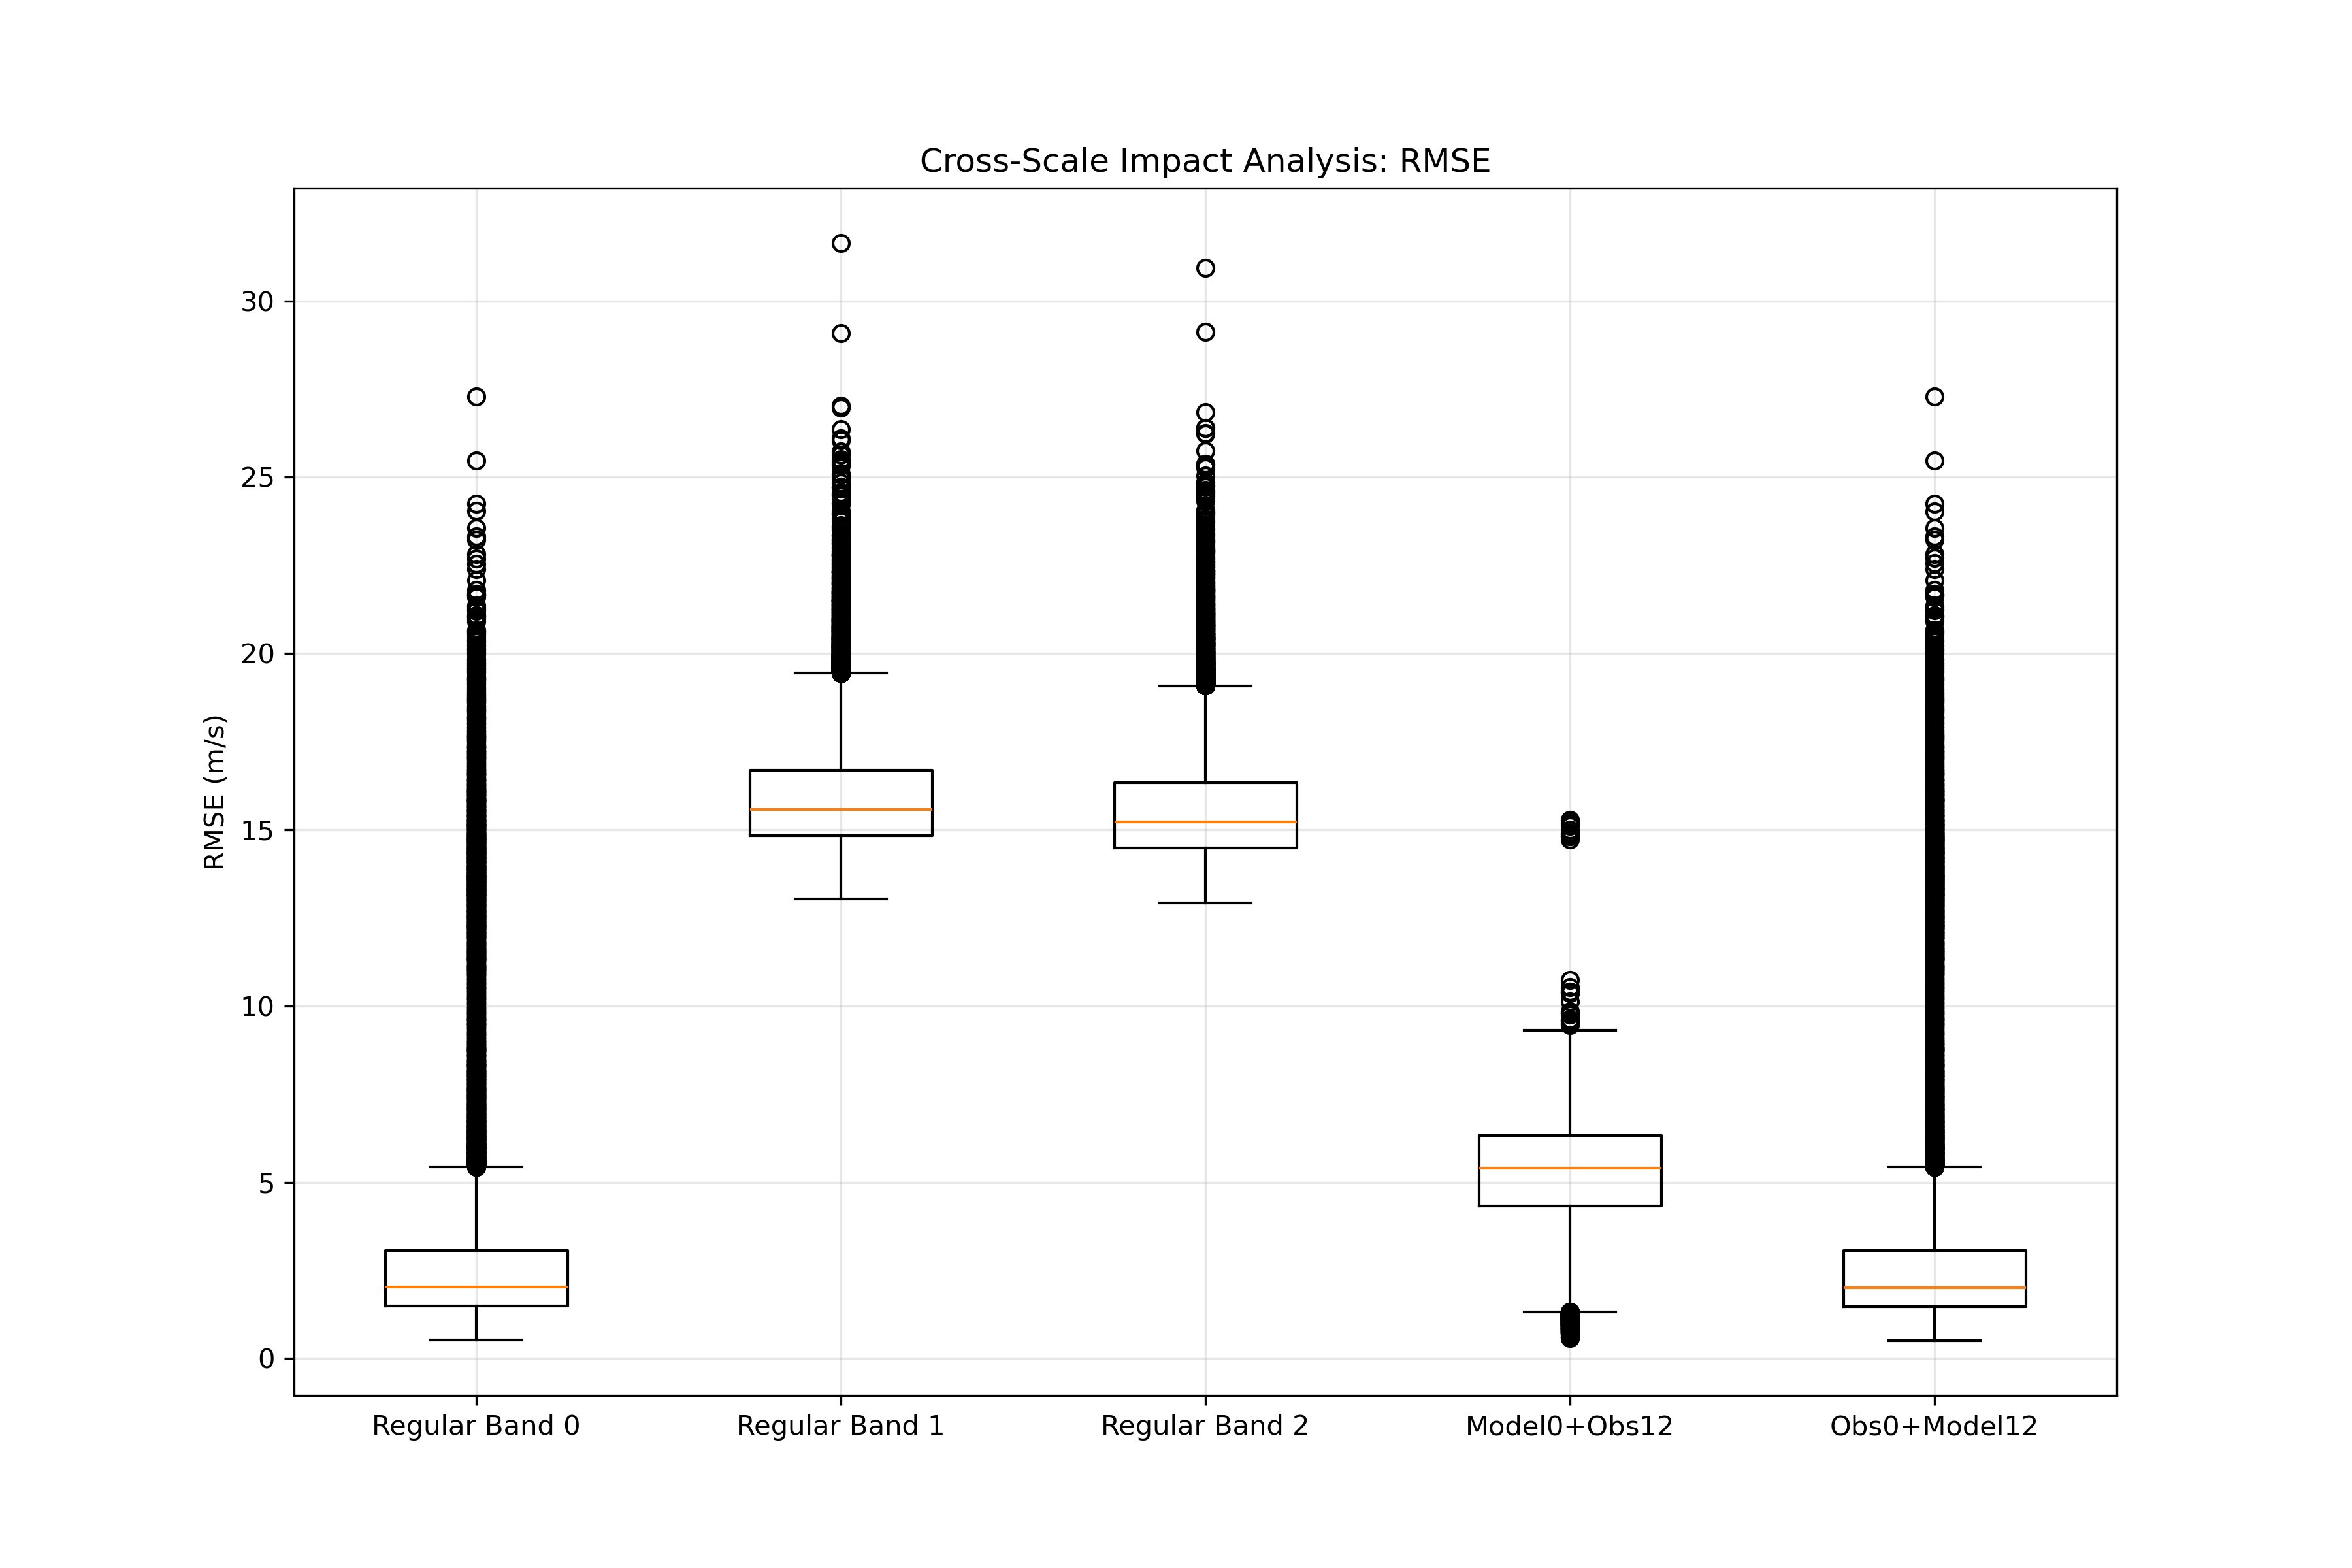 Cross-Scale Impact Analysis: RMSE
RMSE (m/s)
30
25
20
15
10
5
0
Regular Band 0
Regular Band 1
Regular Band 2
Model0+Obs12
Obs0+Model12